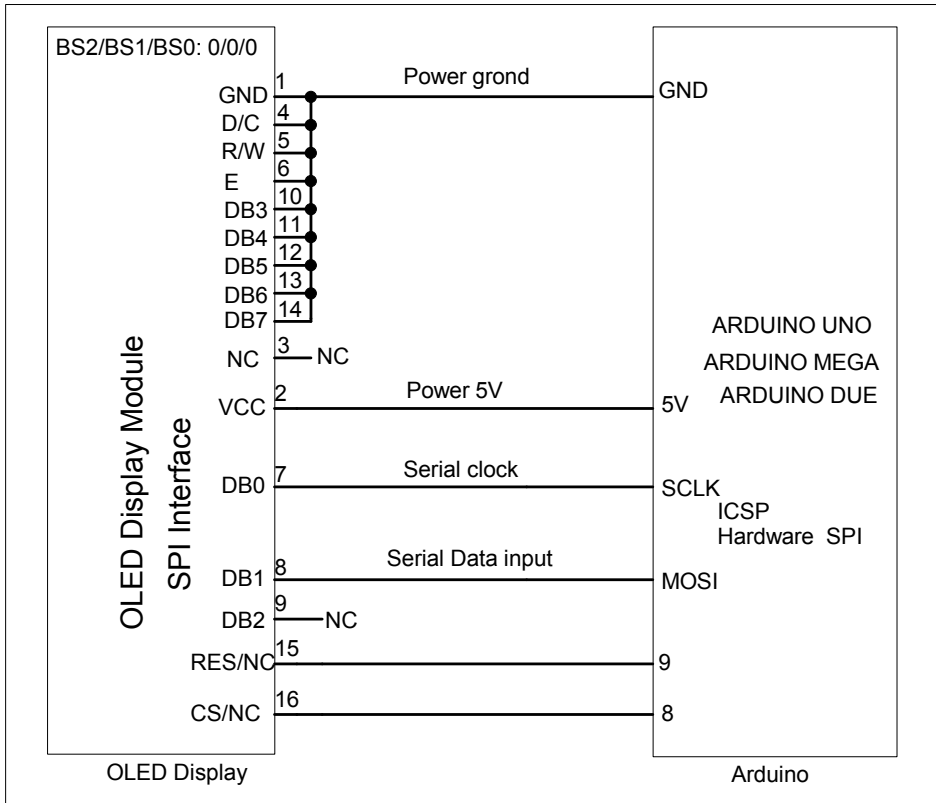 BS2/BS1/BS0: 0/0/0
GND 1 Power grond GND
D/C 4
R/W 5
E 6
DB3 10
DB4 11
DB5 12
DB6 13
DB7 14
NC 3 NC
VCC 2 Power 5V 5V
ARDUINO UNO
ARDUINO MEGA
ARDUINO DUE
DB0 7 Serial clock SCLK
ICSP
Hardware SPI
DB1 8 Serial Data input MOSI
DB2 9 NC
RES/NC 15 9
CS/NC 16 8
OLED Display Module
SPI Interface
OLED Display
Arduino